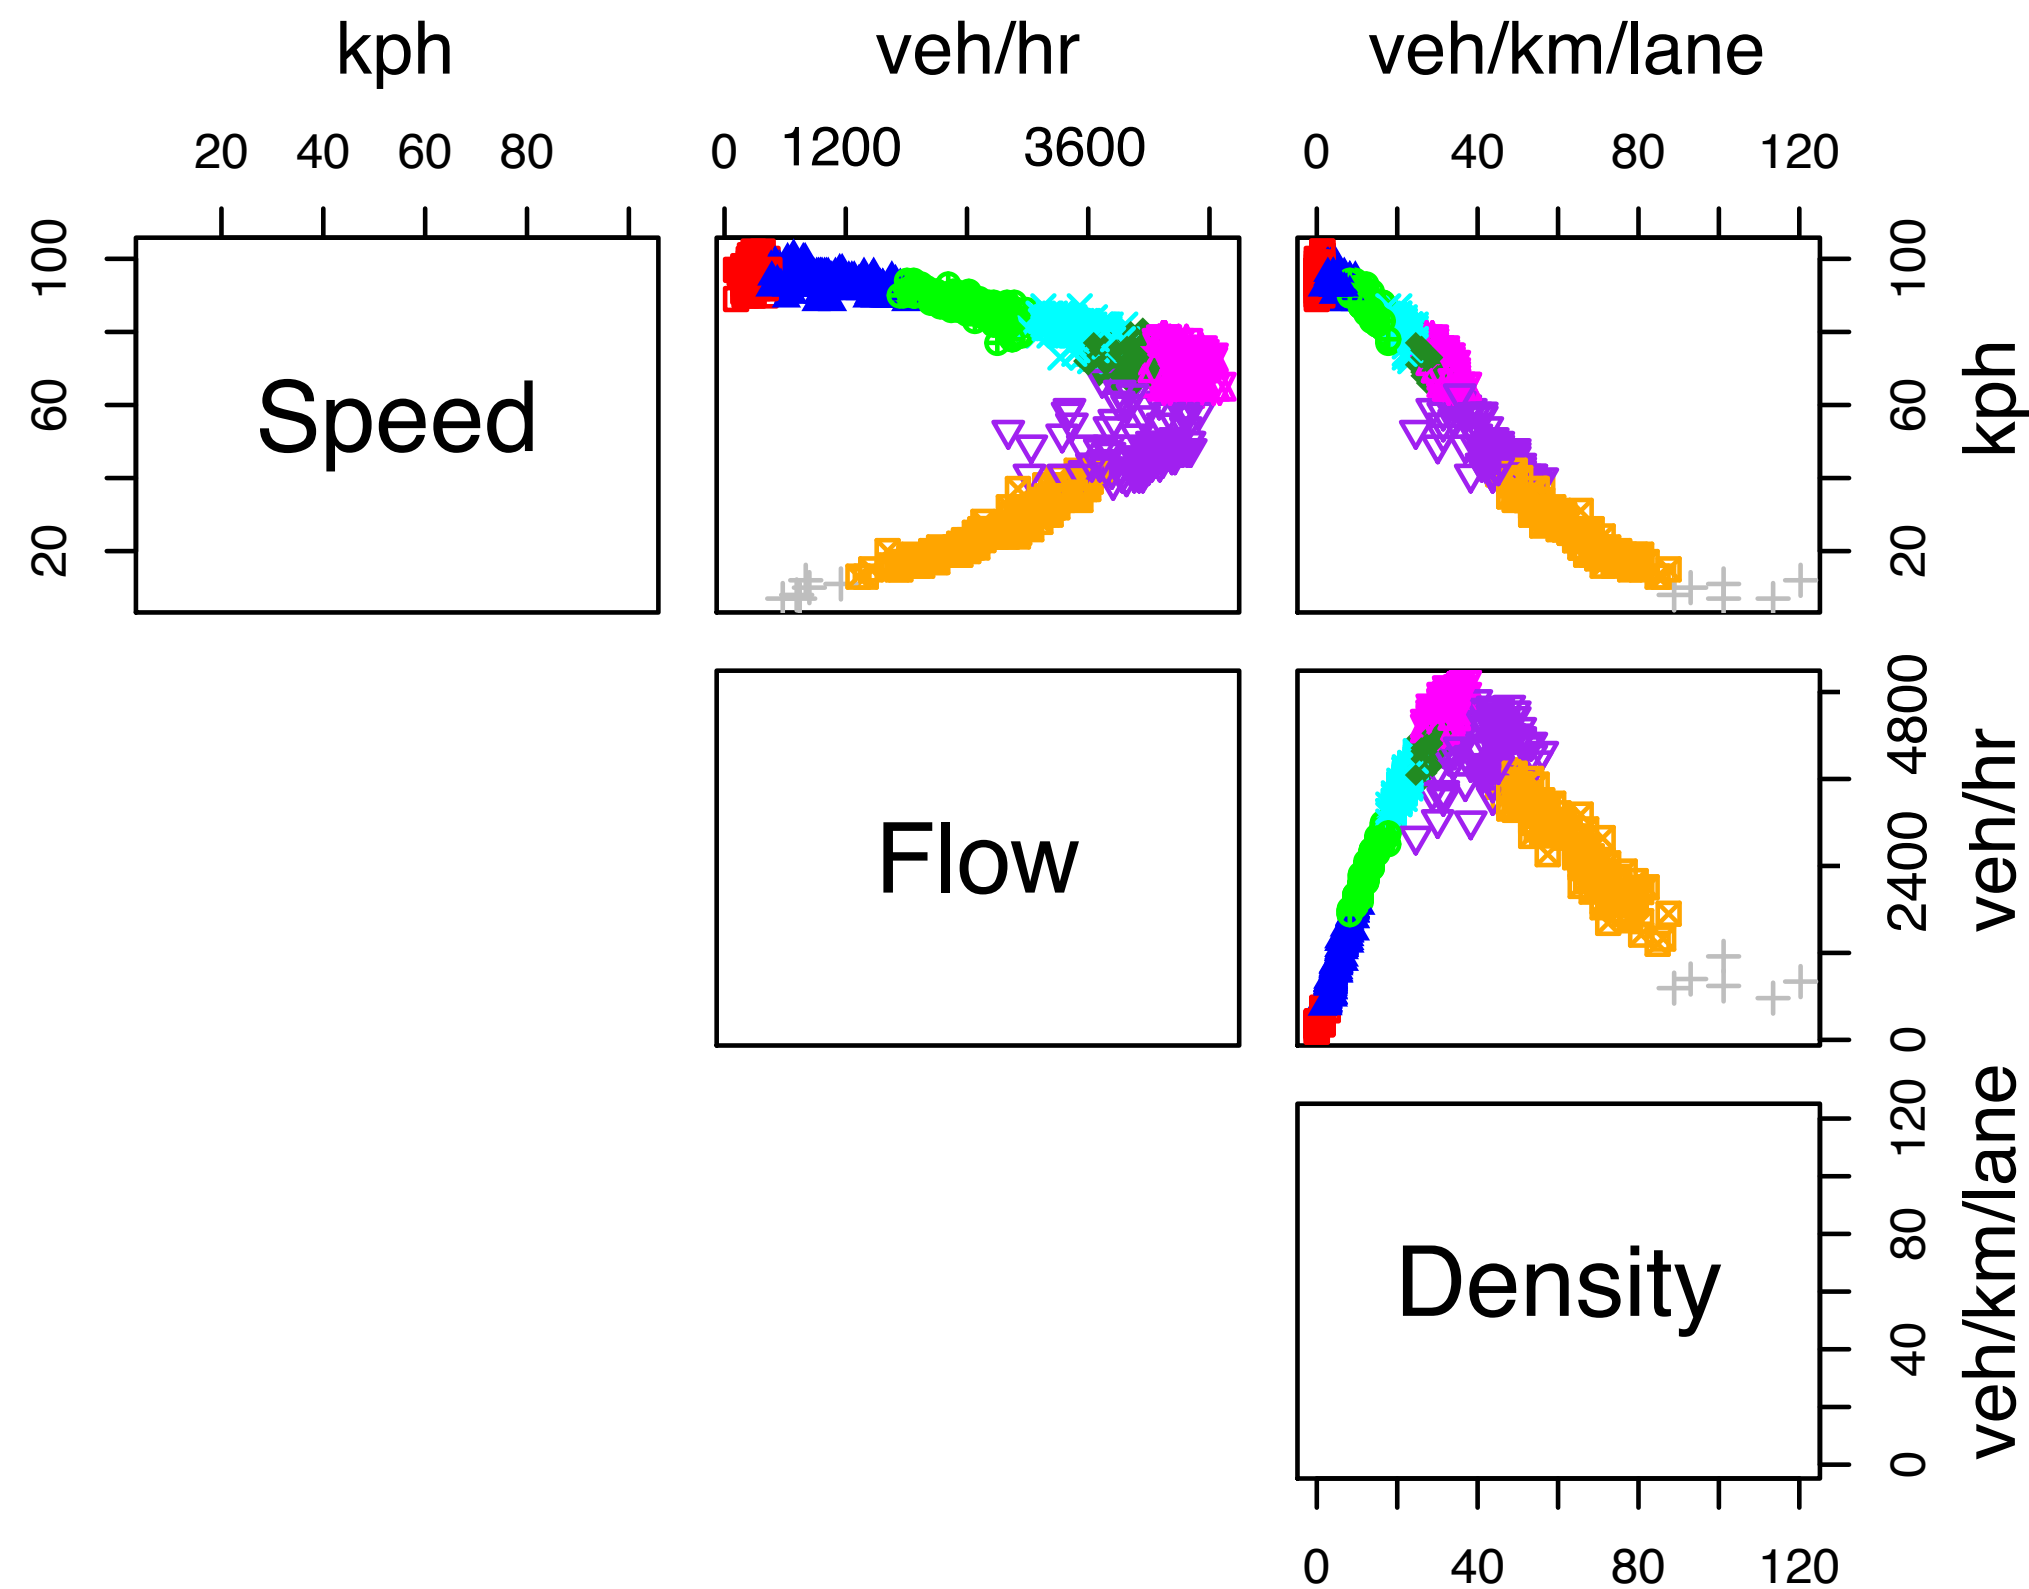 kph veh/hr veh/km/lane
20 40 60 80 0 1200 3600 0 40 80 120
100 60 20 Speed 100 60 20 kph
Flow 4800 2400 0 veh/hr
Density 120 80 40 0 veh/km/lane
0 40 80 120